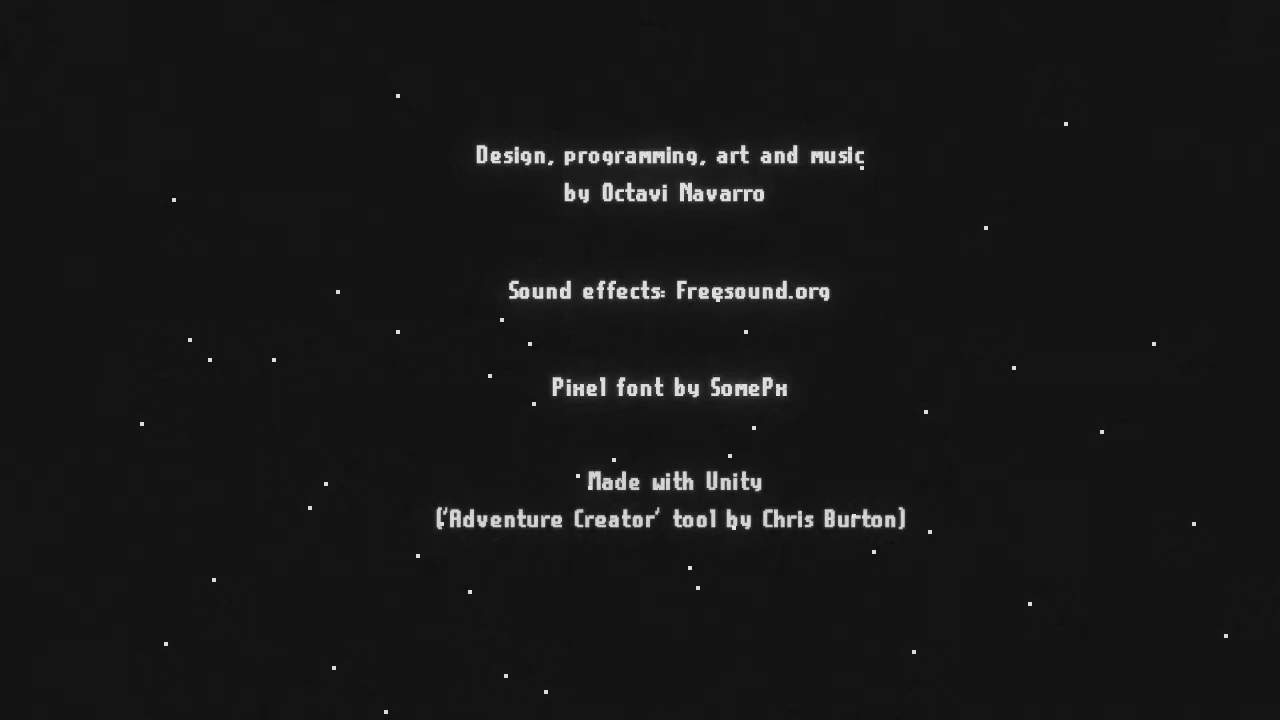 Design, programming, art and music
by Octavi Navarro
Sound effects: Freesound.org
Pixel font by SomePx
Made with Unity
('Adventure Creator' tool by Chris Burton)